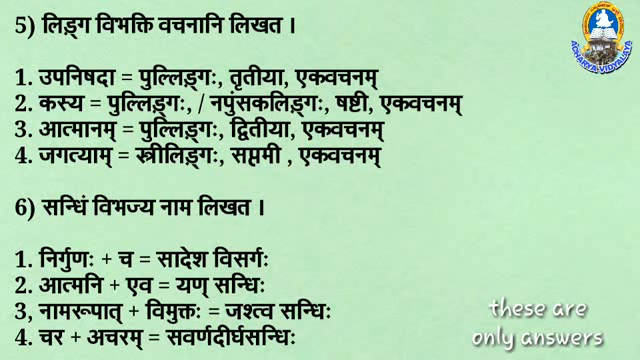 5) लिङ्ग विभक्ति वचनानि लिखत ।
1. उपनिषदा = पुल्लिङ्गः, तृतीया, एकवचनम्
2. कस्य = पुल्लिङ्गः, / नपुंसकलिङ्गः, षष्टी, एकवचनम्
3. आत्मानम् = पुल्लिङ्गः, द्वितीया, एकवचनम्
4. जगत्याम् = स्त्रीलिङ्गः, सप्तमी , एकवचनम्
6) सन्धिं विभज्य नाम लिखत ।
1. निर्गुणः + च = सादेश विसर्गः
2. आत्मनि + एव = यण् सन्धिः
3, नामरूपात् + विमुक्तः = जश्त्व सन्धिः
4. चर + अचरम् = सवर्णदीर्घसन्धिः
these are
only answers
ACHARYA VIDYALAYA